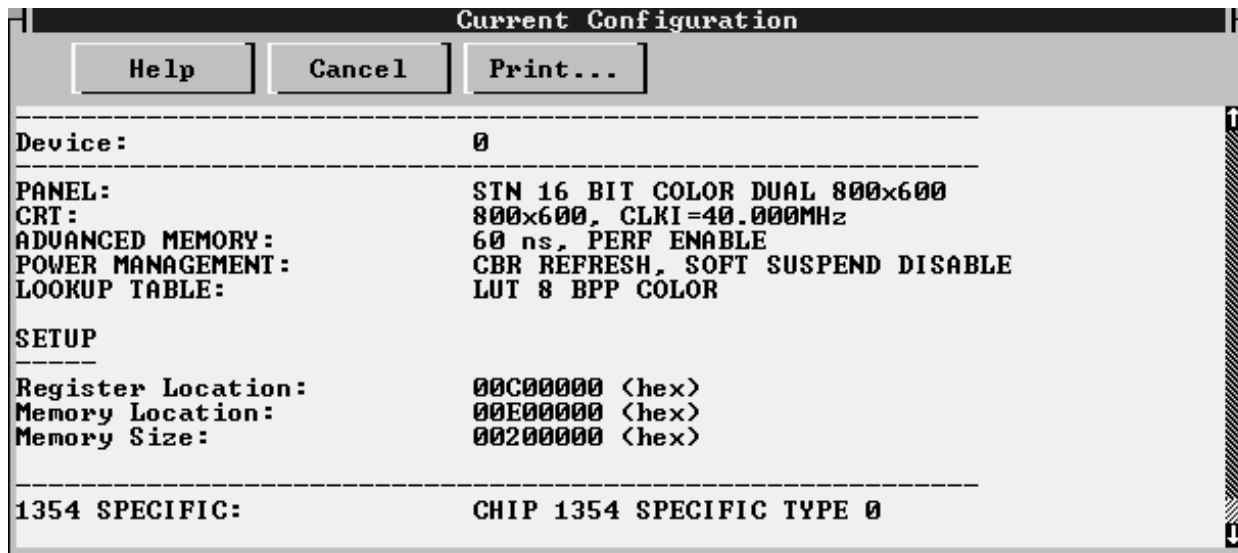 Current Configuration
Help Cancel Print...
------------------------------------------------------------
Device: 0
------------------------------------------------------------
PANEL: STN 16 BIT COLOR DUAL 800x600
CRT: 800x600, CLKI=40.000MHz
ADVANCED MEMORY: 60 ns, PERF ENABLE
POWER MANAGEMENT: CBR REFRESH, SOFT SUSPEND DISABLE
LOOKUP TABLE: LUT 8 BPP COLOR
SETUP
-----
Register Location: 00C00000 (hex)
Memory Location: 00E00000 (hex)
Memory Size: 00200000 (hex)
------------------------------------------------------------
1354 SPECIFIC: CHIP 1354 SPECIFIC TYPE 0